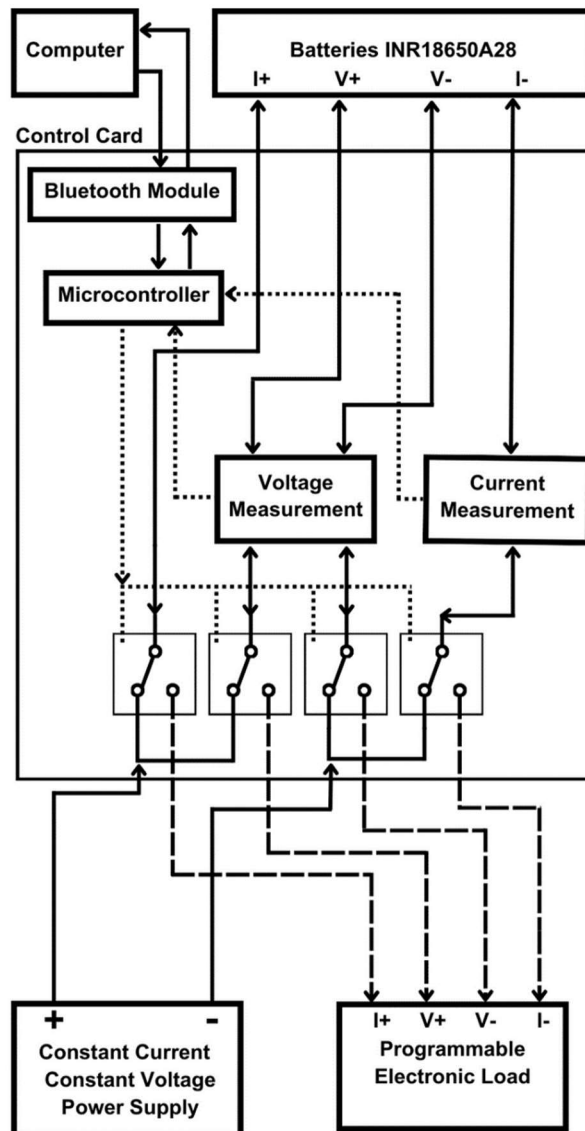 Computer
Batteries INR18650A28
I+ V+ V- I-
Control Card
Bluetooth Module
Microcontroller
Voltage
Measurement
Current
Measurement
+ -
Constant Current
Constant Voltage
Power Supply
I+ V+ V- I-
Programmable
Electronic Load